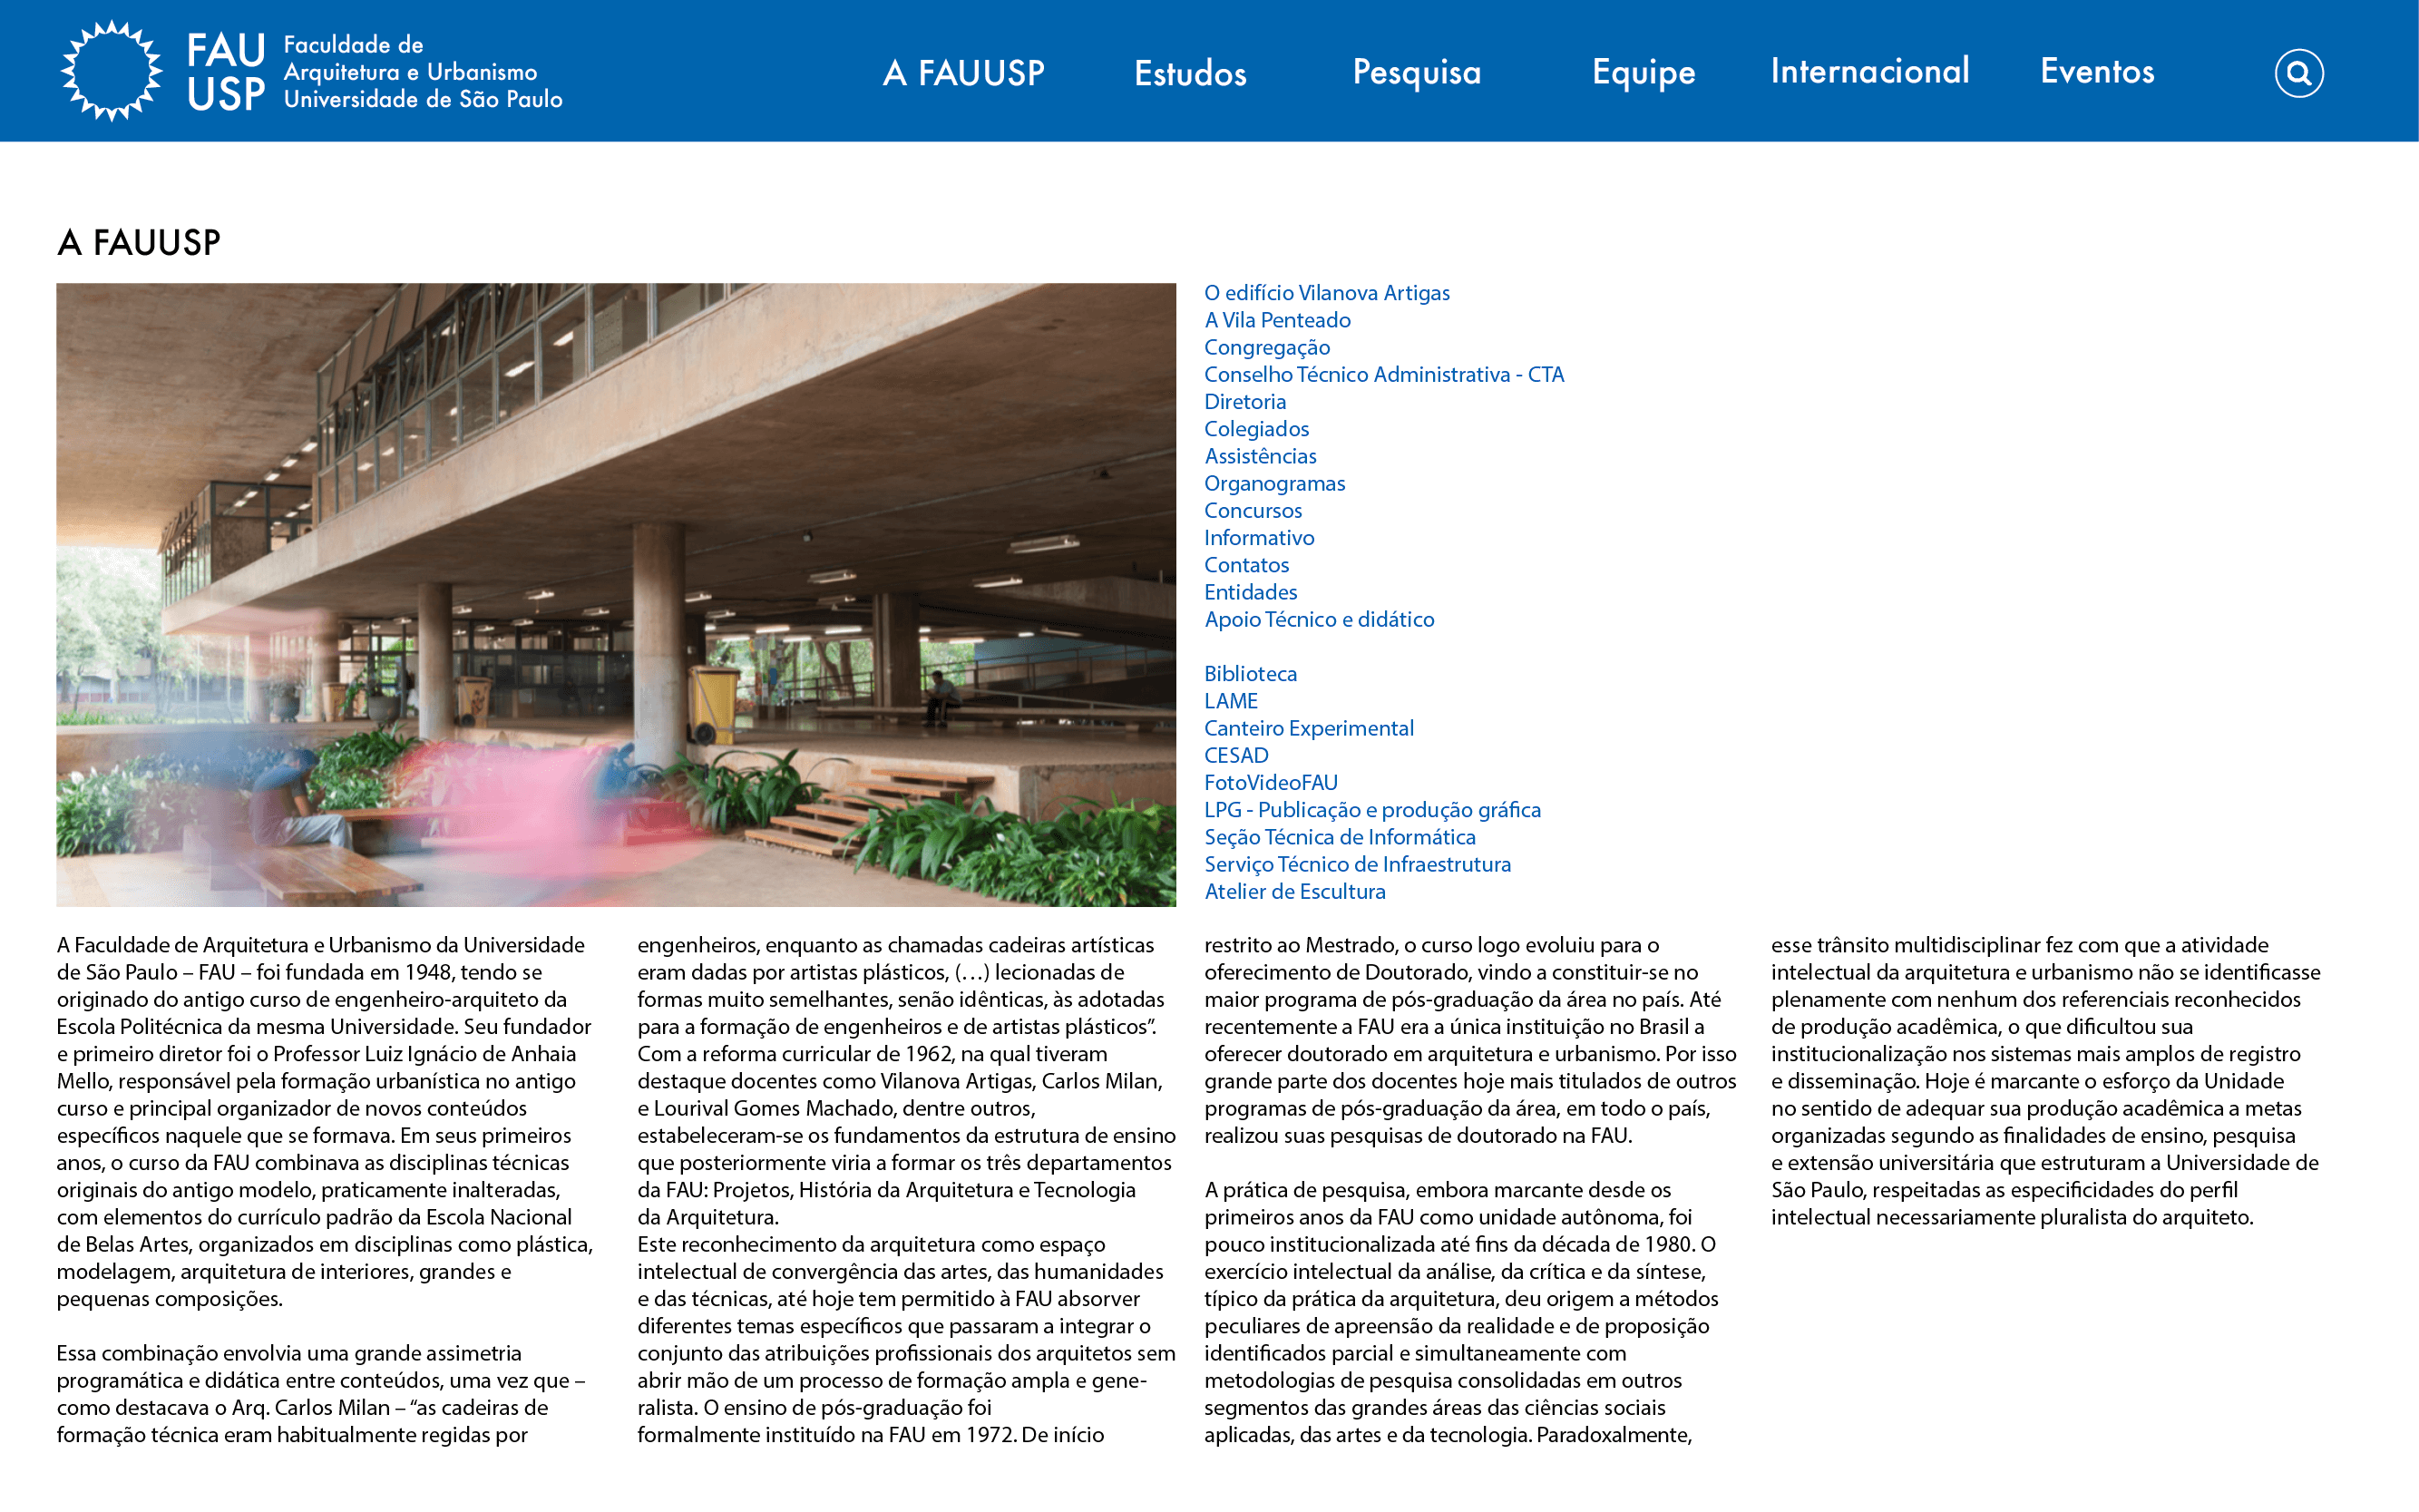 FAU
USP
Faculdade de
Arquitetura e Urbanismo
Universidade de São Paulo
A FAUUSP
Estudos
Pesquisa
Equipe
Internacional
Eventos
A FAUUSP
O edifício Vilanova Artigas
A Vila Penteado
Congregação
Conselho Técnico Administrativa - CTA
Diretoria
Colegiados
Assistências
Organogramas
Concursos
Informativo
Contatos
Entidades
Apoio Técnico e didático
Biblioteca
LAME
Canteiro Experimental
CESAD
FotoVideoFAU
LPG - Publicação e produção gráfica
Seção Técnica de Informática
Serviço Técnico de Infraestrutura
Atelier de Escultura
A Faculdade de Arquitetura e Urbanismo da Universidade
de São Paulo – FAU – foi fundada em 1948, tendo se
originado do antigo curso de engenheiro-arquiteto da
Escola Politécnica da mesma Universidade. Seu fundador
e primeiro diretor foi o Professor Luiz Ignácio de Anhaia
Mello, responsável pela formação urbanística no antigo
curso e principal organizador de novos conteúdos
específicos naquele que se formava. Em seus primeiros
anos, o curso da FAU combinava as disciplinas técnicas
originais do antigo modelo, praticamente inalteradas,
com elementos do currículo padrão da Escola Nacional
de Belas Artes, organizados em disciplinas como plástica,
modelagem, arquitetura de interiores, grandes e
pequenas composições.
Essa combinação envolvia uma grande assimetria
programática e didática entre conteúdos, uma vez que –
como destacava o Arq. Carlos Milan – “as cadeiras de
formação técnica eram habitualmente regidas por
engenheiros, enquanto as chamadas cadeiras artísticas
eram dadas por artistas plásticos, (…) lecionadas de
formas muito semelhantes, senão idênticas, às adotadas
para a formação de engenheiros e de artistas plásticos”.
Com a reforma curricular de 1962, na qual tiveram
destaque docentes como Vilanova Artigas, Carlos Milan,
e Lourival Gomes Machado, dentre outros,
estabeleceram-se os fundamentos da estrutura de ensino
que posteriormente viria a formar os três departamentos
da FAU: Projetos, História da Arquitetura e Tecnologia
da Arquitetura.
Este reconhecimento da arquitetura como espaço
intelectual de convergência das artes, das humanidades
e das técnicas, até hoje tem permitido à FAU absorver
diferentes temas específicos que passaram a integrar o
conjunto das atribuições profissionais dos arquitetos sem
abrir mão de um processo de formação ampla e gene-
ralista. O ensino de pós-graduação foi
formalmente instituído na FAU em 1972. De início
restrito ao Mestrado, o curso logo evoluiu para o
oferecimento de Doutorado, vindo a constituir-se no
maior programa de pós-graduação da área no país. Até
recentemente a FAU era a única instituição no Brasil a
oferecer doutorado em arquitetura e urbanismo. Por isso
grande parte dos docentes hoje mais titulados de outros
programas de pós-graduação da área, em todo o país,
realizou suas pesquisas de doutorado na FAU.
A prática de pesquisa, embora marcante desde os
primeiros anos da FAU como unidade autônoma, foi
pouco institucionalizada até fins da década de 1980. O
exercício intelectual da análise, da crítica e da síntese,
típico da prática da arquitetura, deu origem a métodos
peculiares de apreensão da realidade e de proposição
identificados parcial e simultaneamente com
metodologias de pesquisa consolidadas em outros
segmentos das grandes áreas das ciências sociais
aplicadas, das artes e da tecnologia. Paradoxalmente,
esse trânsito multidisciplinar fez com que a atividade
intelectual da arquitetura e urbanismo não se identificasse
plenamente com nenhum dos referenciais reconhecidos
de produção acadêmica, o que dificultou sua
institucionalização nos sistemas mais amplos de registro
e disseminação. Hoje é marcante o esforço da Unidade
no sentido de adequar sua produção acadêmica a metas
organizadas segundo as finalidades de ensino, pesquisa
e extensão universitária que estruturam a Universidade de
São Paulo, respeitadas as especificidades do perfil
intelectual necessariamente pluralista do arquiteto.